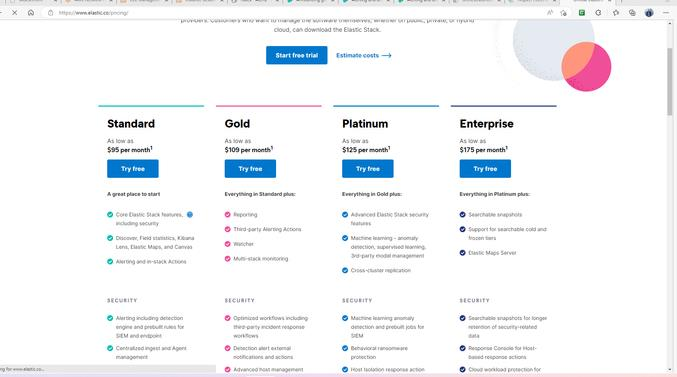 https://www.elastic.co/pricing/
providers. Customers who want to manage the software themselves, whether on public, private, or hybrid
cloud, can download the Elastic Stack.
Start free trial
Estimate costs
Standard
As low as
$95 per month1
Try free
A great place to start
Core Elastic Stack features,
including security
Discover, Field statistics, Kibana
Lens, Elastic Maps, and Canvas
Alerting and in-stack Actions
SECURITY
Alerting including detection
engine and prebuilt rules for
SIEM and endpoint
Centralized ingest and Agent
management
Gold
As low as
$109 per month1
Try free
Everything in Standard plus:
Reporting
Third-party Alerting Actions
Watcher
Multi-stack monitoring
SECURITY
Optimized workflows including
third-party incident response
workflows
Detection alert external
notifications and actions
Advanced host management
Platinum
As low as
$125 per month1
Try free
Everything in Gold plus:
Advanced Elastic Stack security
features
Machine learning - anomaly
detection, supervised learning,
3rd-party modal management
Cross-cluster replication
SECURITY
Machine learning anomaly
detection and prebuilt jobs for
SIEM
Behavioral ransomware
protection
Host Isolation response action
Enterprise
As low as
$175 per month1
Try free
Everything in Platinum plus:
Searchable snapshots
Support for searchable cold and
frozen tiers
Elastic Maps Server
SECURITY
Searchable snapshots for longer
retention of security-related
data
Response Console for Host-
based response actions
Cloud workload protection for
ng for www.elastic.co...